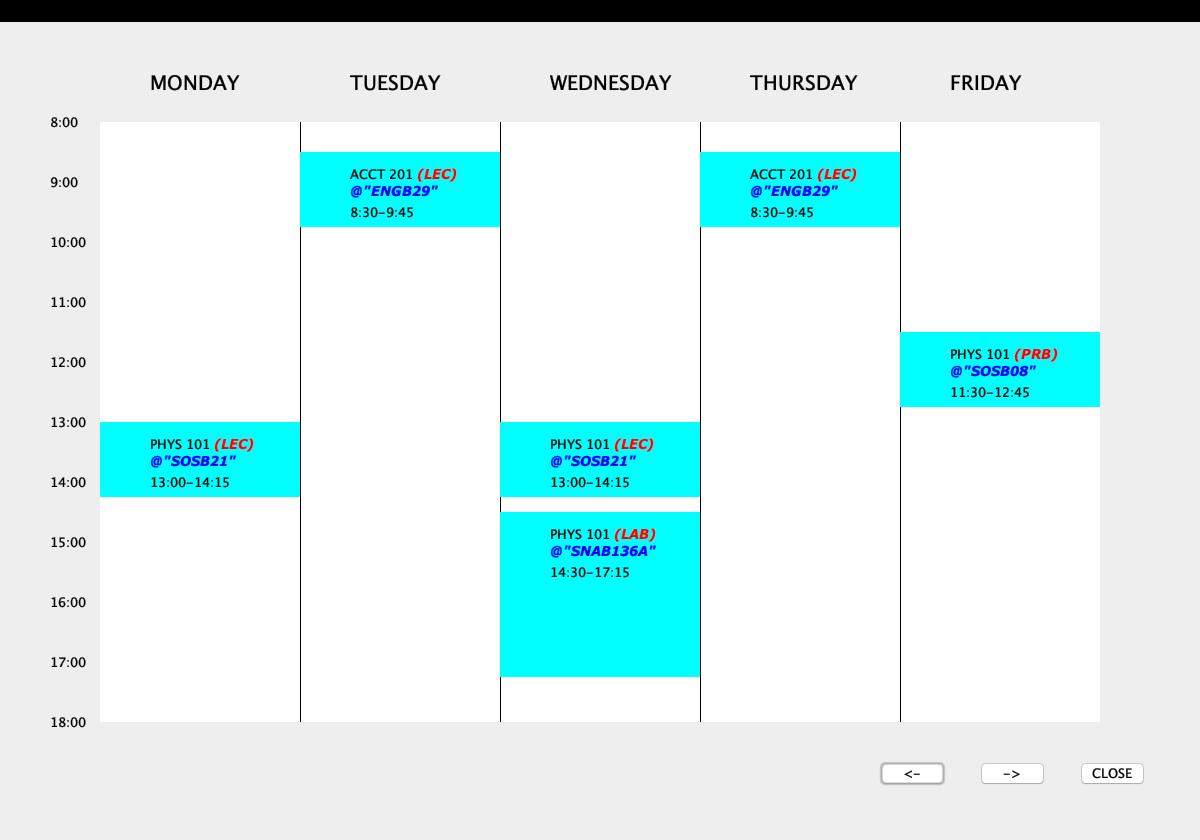 MONDAY TUESDAY WEDNESDAY THURSDAY FRIDAY
8:00
ACCT 201 (LEC)
@"ENGB29"
8:30-9:45
ACCT 201 (LEC)
@"ENGB29"
8:30-9:45
9:00
10:00
11:00
PHYS 101 (PRB)
@"SOSB08"
11:30-12:45
12:00
13:00
PHYS 101 (LEC)
@"SOSB21"
13:00-14:15
PHYS 101 (LEC)
@"SOSB21"
13:00-14:15
14:00
PHYS 101 (LAB)
@"SNAB136A"
14:30-17:15
15:00
16:00
17:00
18:00
<- -> CLOSE